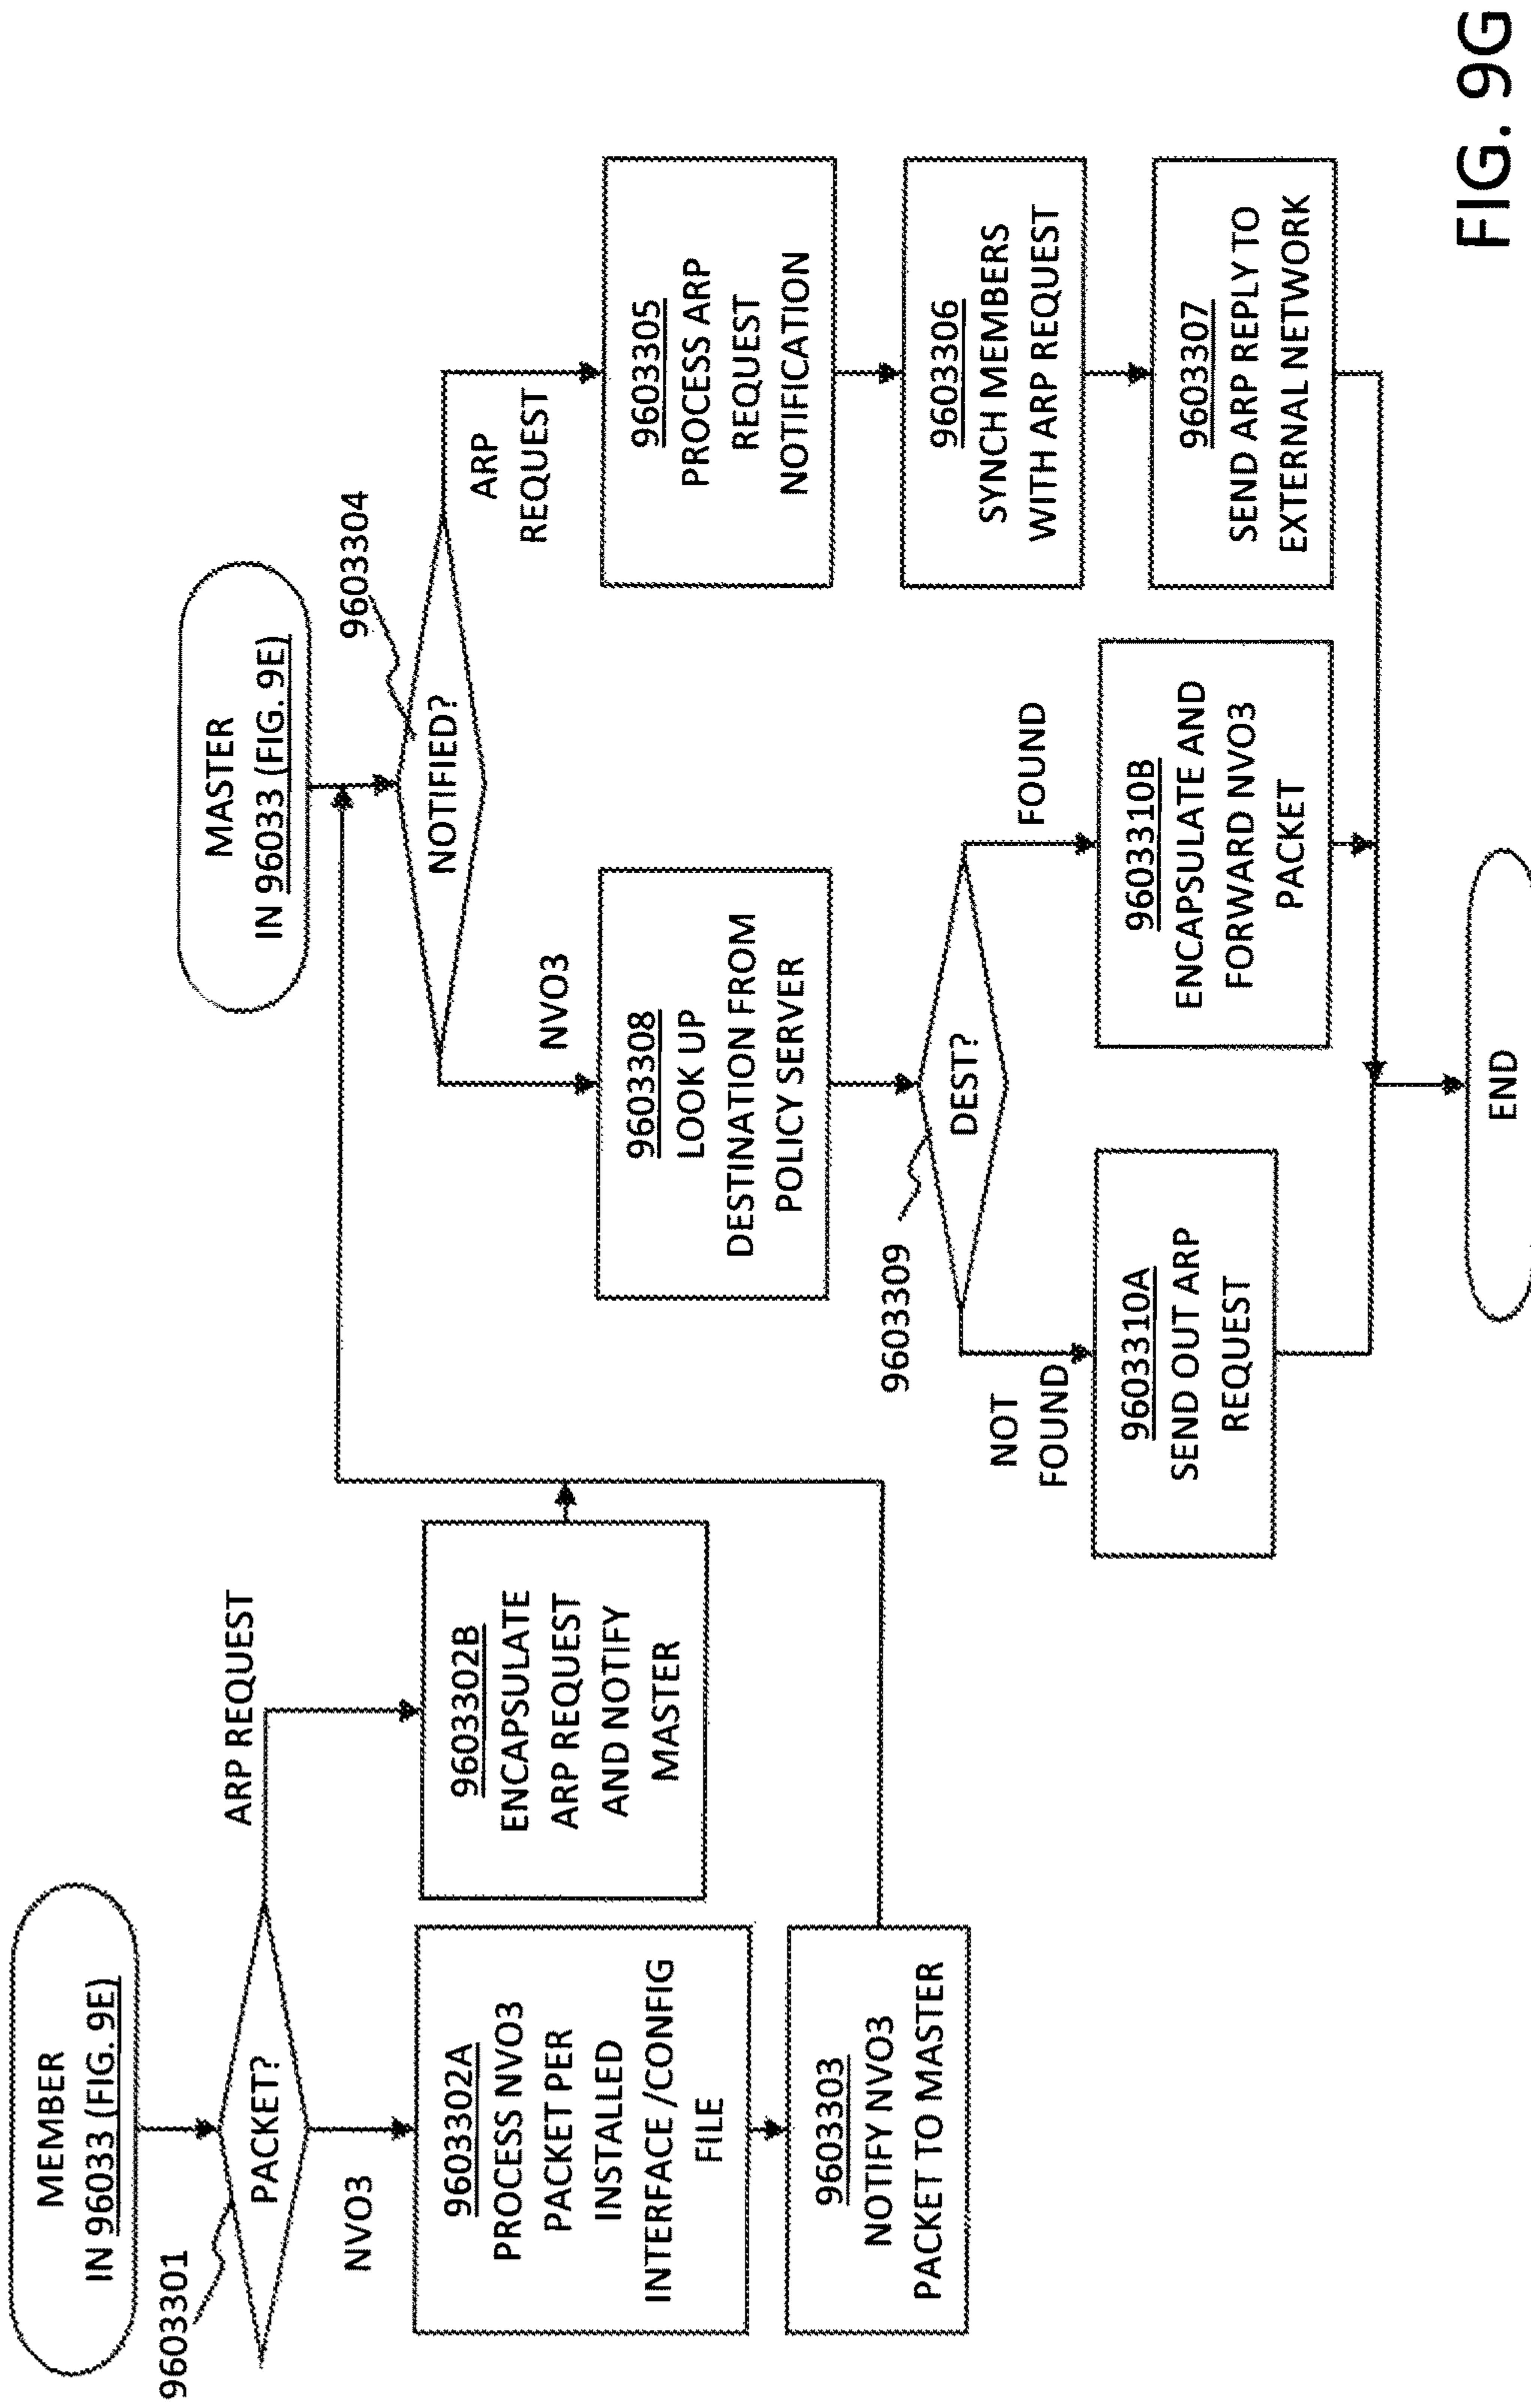 MEMBER
IN 96033 (FIG. 9E)
9603301
PACKET?
ARP REQUEST
NVO3
9603302A
PROCESS NVO3
PACKET PER
INSTALLED
INTERFACE /CONFIG
FILE
9603302B
ENCAPSULATE
ARP REQUEST
AND NOTIFY
MASTER
9603303
NOTIFY NVO3
PACKET TO MASTER
MASTER
IN 96033 (FIG. 9E)
9603304
NOTIFIED?
NVO3
ARP
REQUEST
9603308
LOOK UP
DESTINATION FROM
POLICY SERVER
9603305
PROCESS ARP
REQUEST
NOTIFICATION
9603309
DEST?
NOT
FOUND
FOUND
9603306
SYNCH MEMBERS
WITH ARP REQUEST
9603310A
SEND OUT ARP
REQUEST
9603310B
ENCAPSULATE AND
FORWARD NVO3
PACKET
9603307
SEND ARP REPLY TO
EXTERNAL NETWORK
END
FIG. 9G